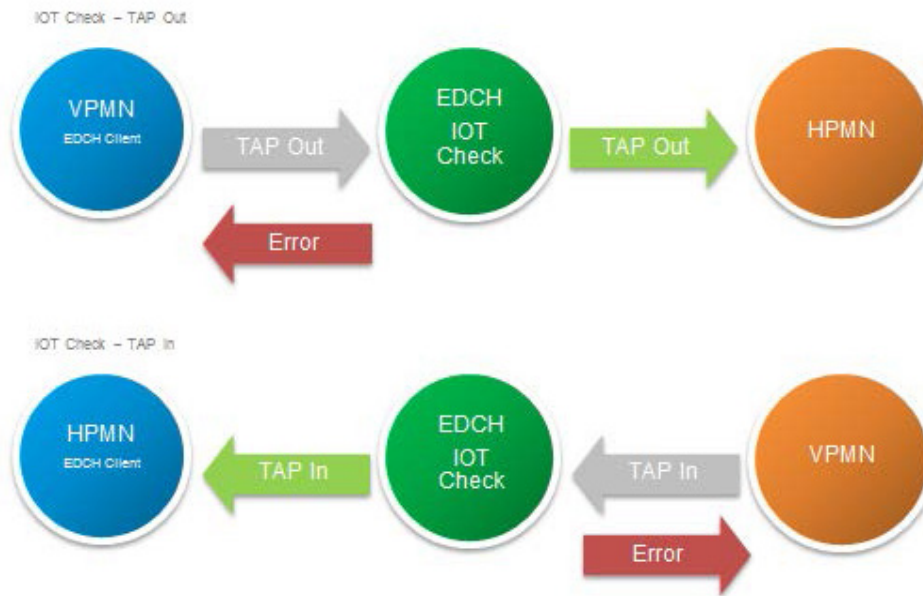 IOT Check – TAP Out
VPMN
EDCH Client
TAP Out
EDCH
IOT
Check
TAP Out
HPMN
Error
IOT Check – TAP In
HPMN
EDCH Client
TAP In
EDCH
IOT
Check
TAP In
VPMN
Error